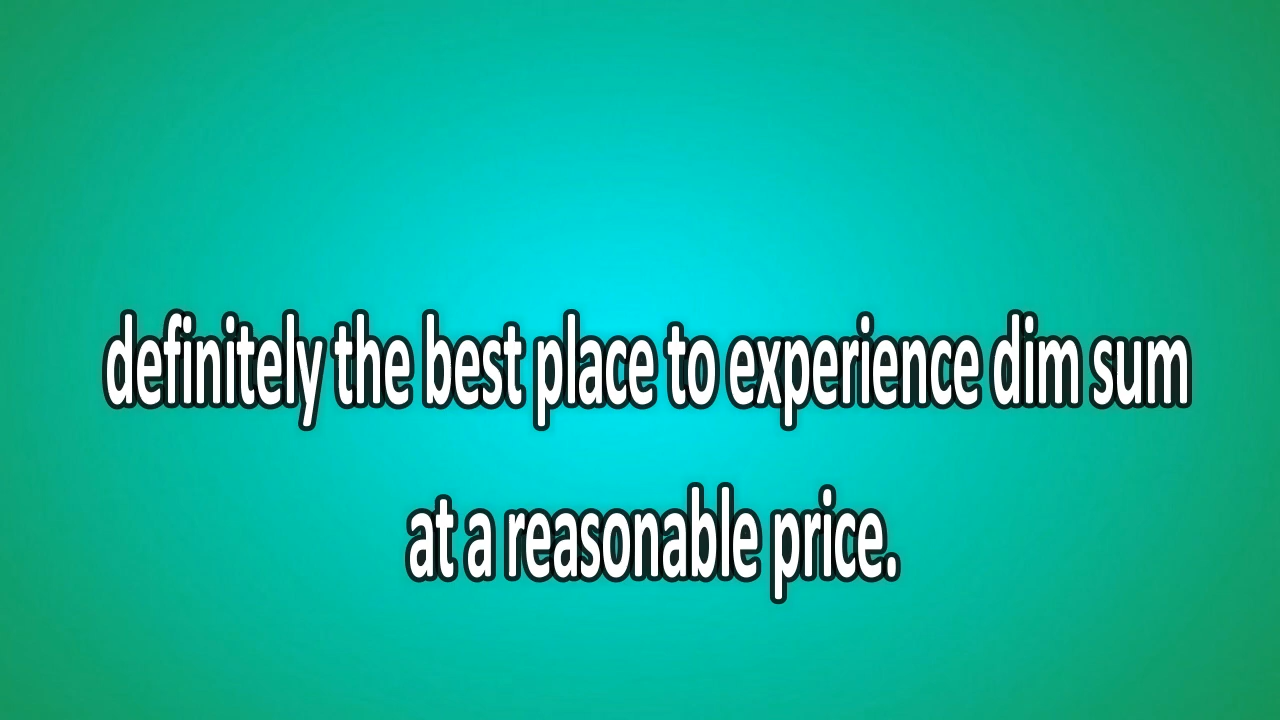 definitely the best place to experience dim sum
at a reasonable price.